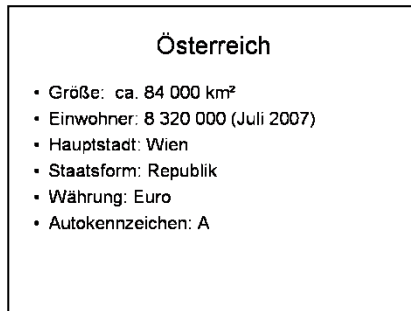 Österreich
• Größe: ca. 84 000 km²
• Einwohner: 8 320 000 (Juli 2007)
• Hauptstadt: Wien
• Staatsform: Republik
• Währung: Euro
• Autokennzeichen: A